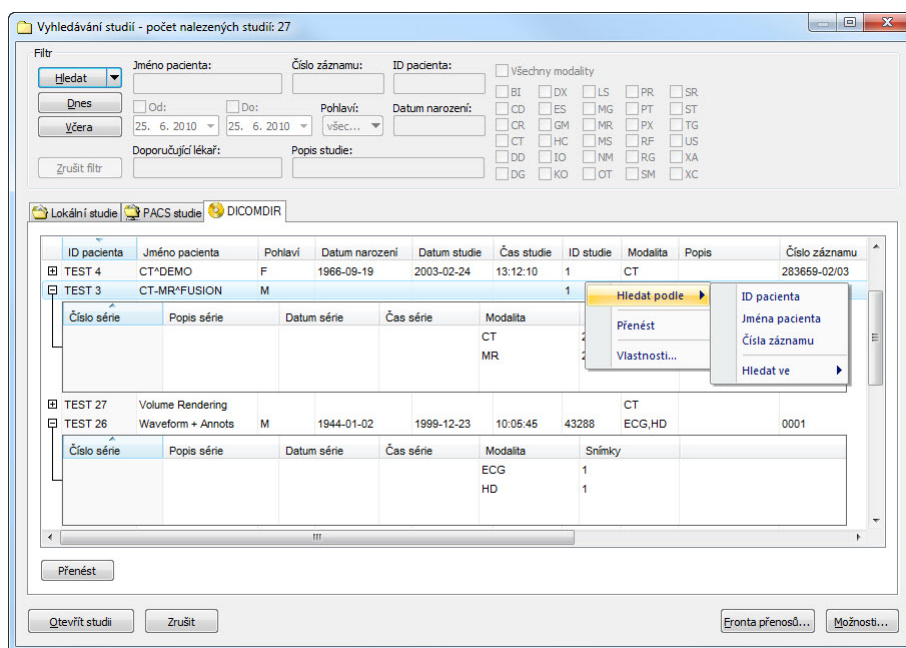 Vyhledávání studií - počet nalezených studií: 27
Filtr
Hledat
Jméno pacienta:
Číslo záznamu:
ID pacienta:
Všechny modality
BI DX LS PR SR
Dnes
Od:
Do:
Pohlaví:
Datum narození:
CD ES MG PT ST
Včera
25. 6. 2010
25. 6. 2010
všec...
CR GM MR PX TG
CT HC MS RF US
Doporučující lékař:
Popis studie:
DD IO NM RG XA
Zrušit filtr
DG KO OT SM XC
Lokální studie PACS studie DICOMDIR
ID pacienta Jméno pacienta Pohlaví Datum narození Datum studie Čas studie ID studie Modalita Popis Číslo záznamu
TEST 4 CT^DEMO F 1966-09-19 2003-02-24 13:12:10 1 CT 283659-02/03
TEST 3 CT-MR^FUSION M 1
Hledat podle
ID pacienta
Číslo série Popis série Datum série Čas série Modalita
Jména pacienta
Přenést
CT
Čísla záznamu
MR
Vlastnosti...
Hledat ve
TEST 27 Volume Rendering CT
TEST 26 Waveform + Annots M 1944-01-02 1999-12-23 10:05:45 43288 ECG,HD 0001
Číslo série Popis série Datum série Čas série Modalita Snímky
ECG 1
HD 1
Přenést
Otevřít studii
Zrušit
Fronta přenosů...
Možnosti...